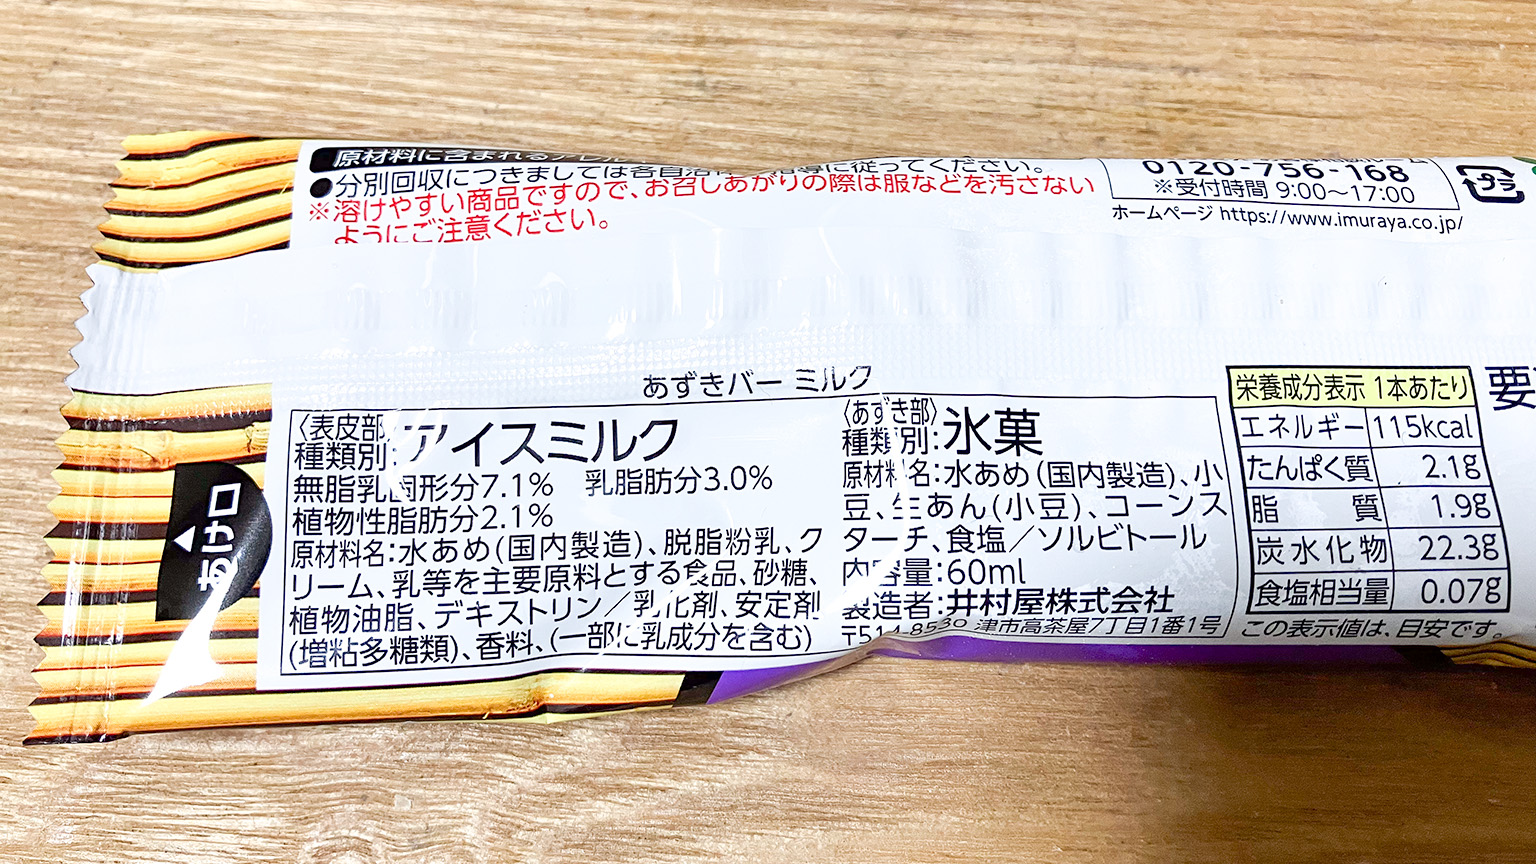 原材料に含まれるアレル
●分別回収につきましては各自治体の指導に従ってください。
※溶けやすい商品ですので、お召しあがりの際は服などを汚さない
ようにご注意ください。
0120-756-168
※受付時間 9:00〜17:00
ホームページ https://www.imuraya.co.jp/
プラ
あけ口
あずきバー ミルク
〈表皮部〉
種類別:アイスミルク
無脂乳固形分7.1% 乳脂肪分3.0%
植物性脂肪分2.1%
原材料名:水あめ(国内製造)、脱脂粉乳、ク
リーム、乳等を主要原料とする食品、砂糖、
植物油脂、デキストリン/乳化剤、安定剤
(増粘多糖類)、香料、(一部に乳成分を含む)
〈あずき部〉
種類別:氷菓
原材料名:水あめ(国内製造)、小
豆、生あん(小豆)、コーンス
ターチ、食塩/ソルビトール
内容量:60ml
製造者:井村屋株式会社
〒514-8530 津市高茶屋7丁目1番1号
栄養成分表示 1本あたり
エネルギー 115kcal
たんぱく質 2.1g
脂質 1.9g
炭水化物 22.3g
食塩相当量 0.07g
この表示値は、目安です。
要